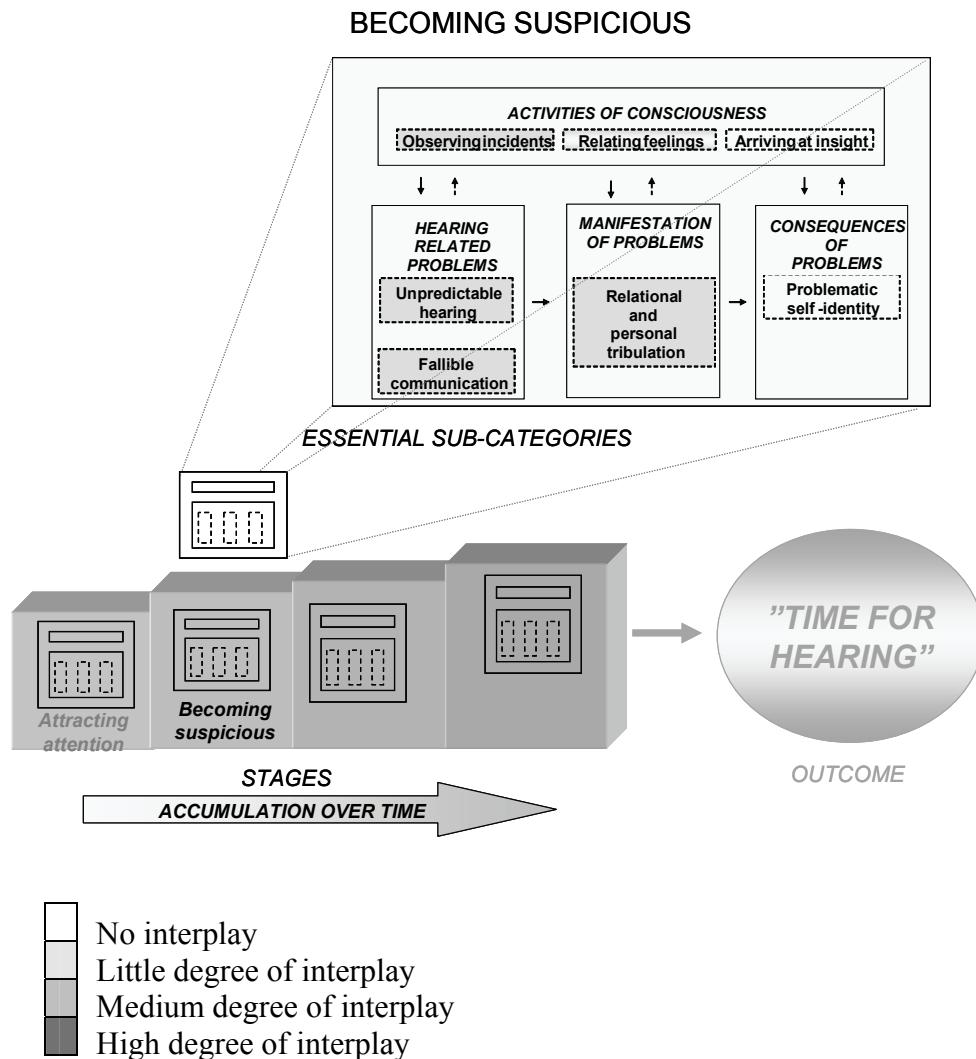 BECOMING SUSPICIOUS
ACTIVITIES OF CONSCIOUSNESS
Observing incidents
Relating feelings
Arriving at insight
HEARING
RELATED
PROBLEMS
Unpredictable
hearing
Fallible
communication
MANIFESTATION
OF PROBLEMS
Relational
and
personal
tribulation
CONSEQUENCES
OF
PROBLEMS
Problematic
self -identity
ESSENTIAL SUB-CATEGORIES
Attracting
attention
Becoming
suspicious
"TIME FOR
HEARING"
OUTCOME
STAGES
ACCUMULATION OVER TIME
No interplay
Little degree of interplay
Medium degree of interplay
High degree of interplay